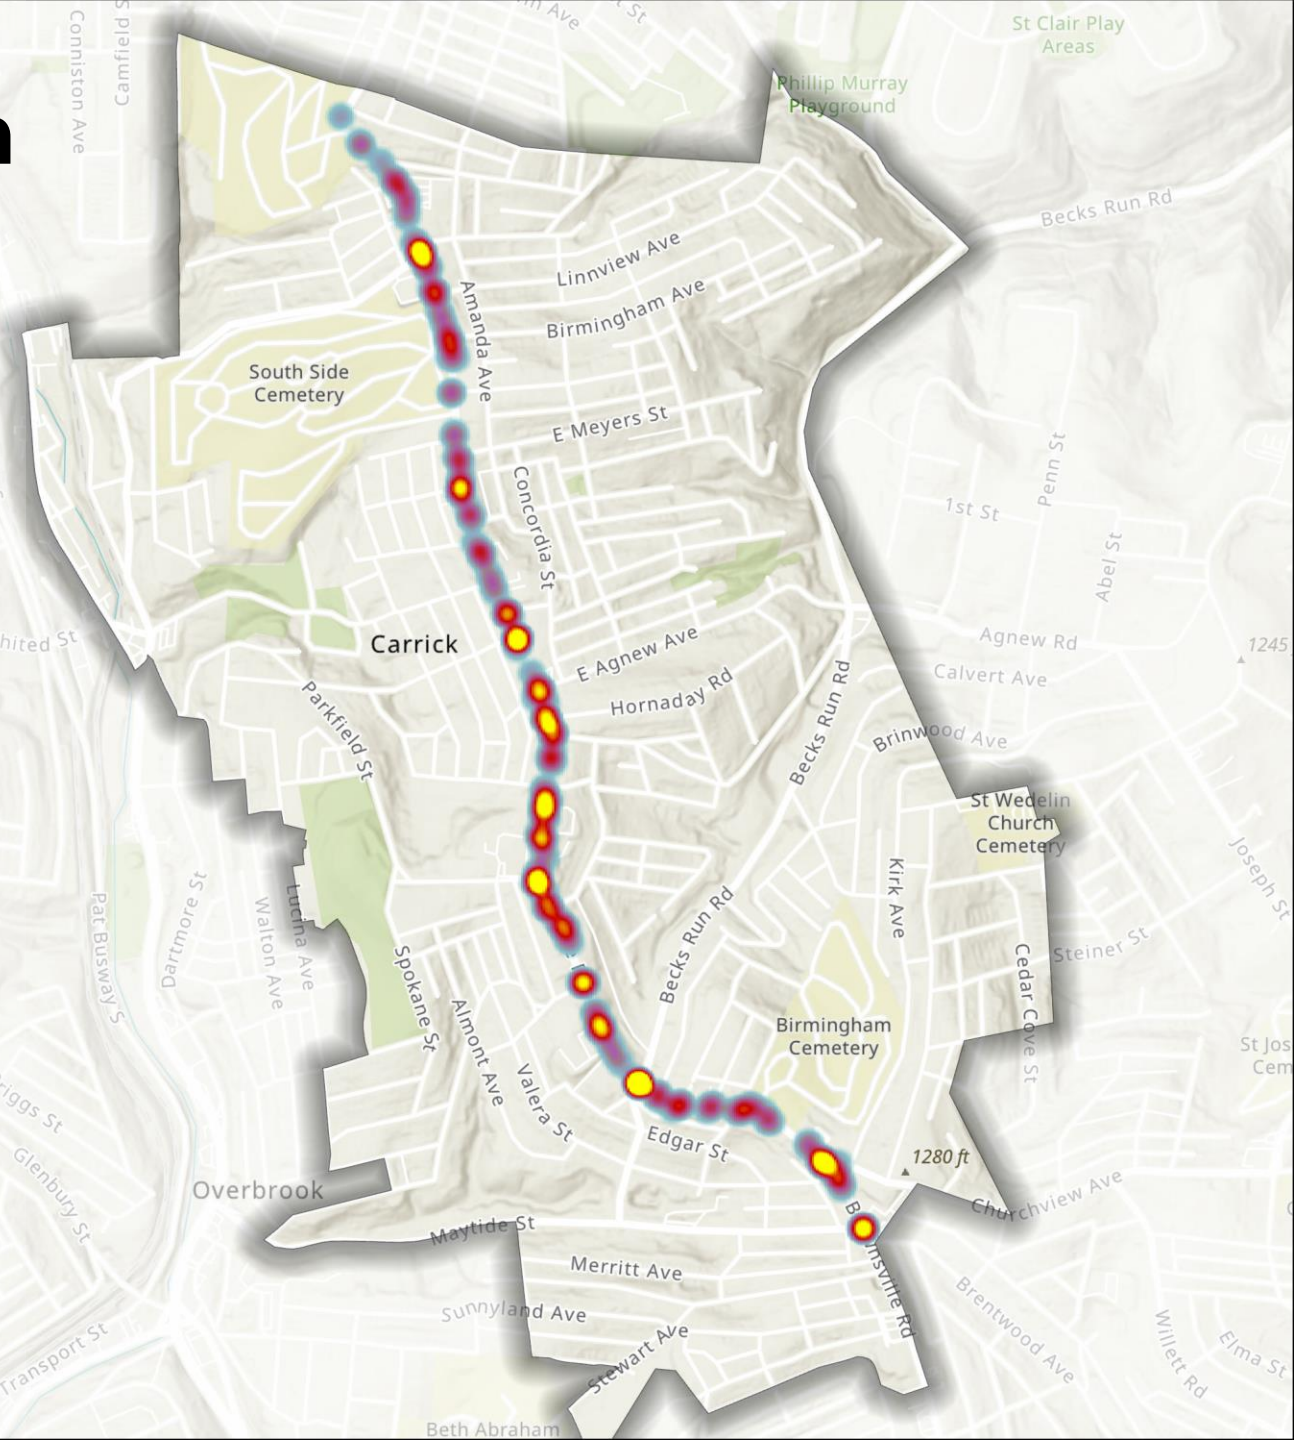 Conniston Ave
Camfield S
m Ave
t St
St Clair Play
Areas
Phillip Murray
Playground
n
Becks Run Rd
Linnview Ave
Birmingham Ave
Amanda Ave
South Side
Cemetery
E Meyers St
Concordia St
Penn St
1st St
Abel St
hited St
Carrick
E Agnew Ave
Agnew Rd
1245
Calvert Ave
Hornaday Rd
Parkfield St
Becks Run Rd
Brinwood Ave
St Wedelin
Church
Cemetery
Joseph St
Kirk Ave
Pat Busway S
Dartmore St
Walton Ave
Lucina Ave
Becks Run Rd
Spokane St
Steiner St
Cedar Cove St
Almont Ave
Birmingham
Cemetery
St Jos
Cem
Valera St
riggs St
Edgar St
1280 ft
Glenbury St
Overbrook
Churchview Ave
Maytide St
B
nsville Rd
Merritt Ave
Sunnyland Ave
Brentwood Ave
Stewart Ave
Willett Rd
Elma St
Transport St
Beth Abraham